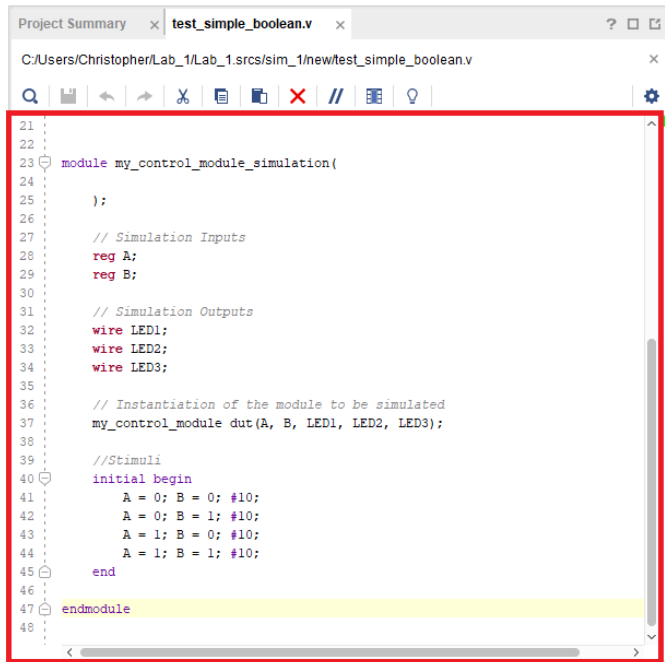 Project Summary × test_simple_boolean.v × ?
C:/Users/Christopher/Lab_1/Lab_1.srcs/sim_1/new/test_simple_boolean.v ×
//
21
22
23 module my_control_module_simulation(
24
25 );
26
27 // Simulation Inputs
28 reg A;
29 reg B;
30
31 // Simulation Outputs
32 wire LED1;
33 wire LED2;
34 wire LED3;
35
36 // Instantiation of the module to be simulated
37 my_control_module dut(A, B, LED1, LED2, LED3);
38
39 //Stimuli
40 initial begin
41 A = 0; B = 0; #10;
42 A = 0; B = 1; #10;
43 A = 1; B = 0; #10;
44 A = 1; B = 1; #10;
45 end
46
47 endmodule
48